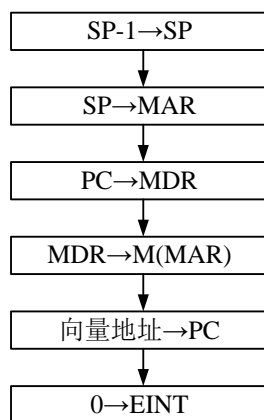 SP-1→SP
SP→MAR
PC→MDR
MDR→M(MAR)
向量地址→PC
0→EINT